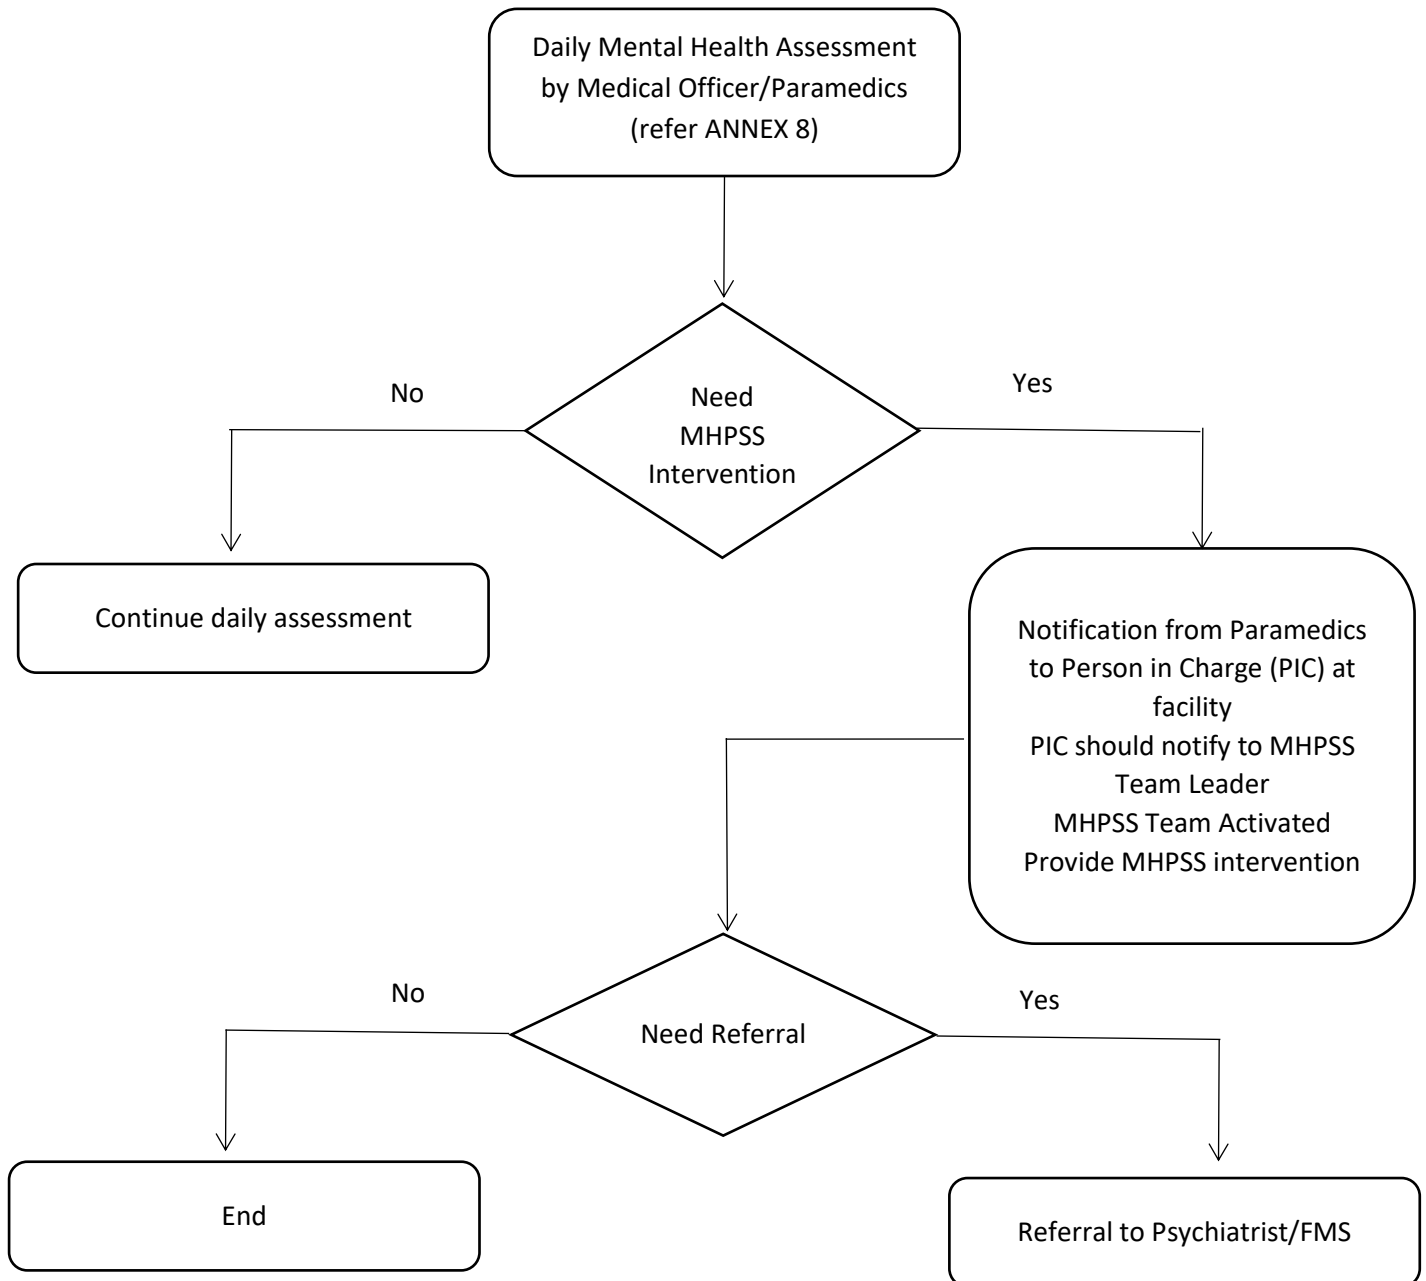 Daily Mental Health Assessment
by Medical Officer/Paramedics
(refer ANNEX 8)
No
Yes
Need
MHPSS
Intervention
Continue daily assessment
Notification from Paramedics
to Person in Charge (PIC) at
facility
PIC should notify to MHPSS
Team Leader
MHPSS Team Activated
Provide MHPSS intervention
No
Yes
Need Referral
End
Referral to Psychiatrist/FMS